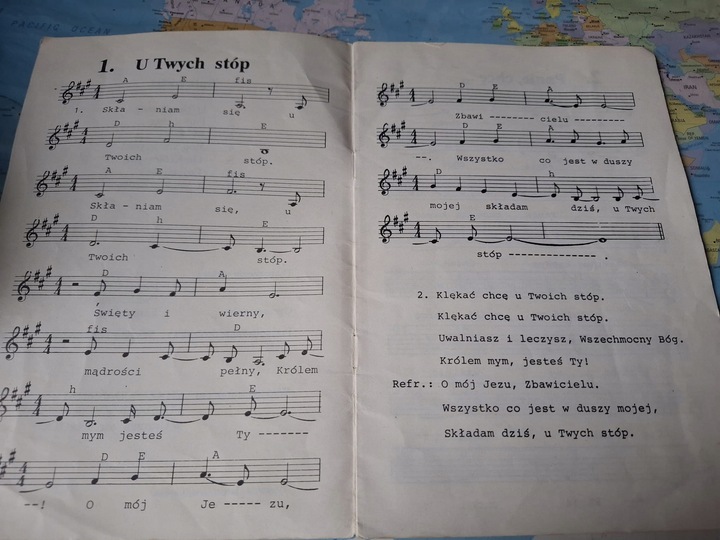 1. U Twych stóp
A E fis
1. Skła - niam się u
D h E
Twoich stóp.
A E fis
Skła - niam się, u
D h E
Twoich stóp.
D A
Święty i wierny,
fis D
mądrości pełny, Królem
h E
mym jesteś Ty -------
D E A
--! O mój Je ----- zu,
D E A
Zbawi -------- cielu ---------
D E A
--. Wszystko co jest w duszy
D h
mojej składam dziś, u Twych
E
stóp --------------- .
2. Klękać chcę u Twoich stóp.
Klękać chcę u Twoich stóp.
Uwalniasz i leczysz, Wszechmocny Bóg.
Królem mym, jesteś Ty!
Refr.: O mój Jezu, Zbawicielu.
Wszystko co jest w duszy mojej,
Składam dziś, u Twych stóp.
PACIFIC OCEAN
IRAN